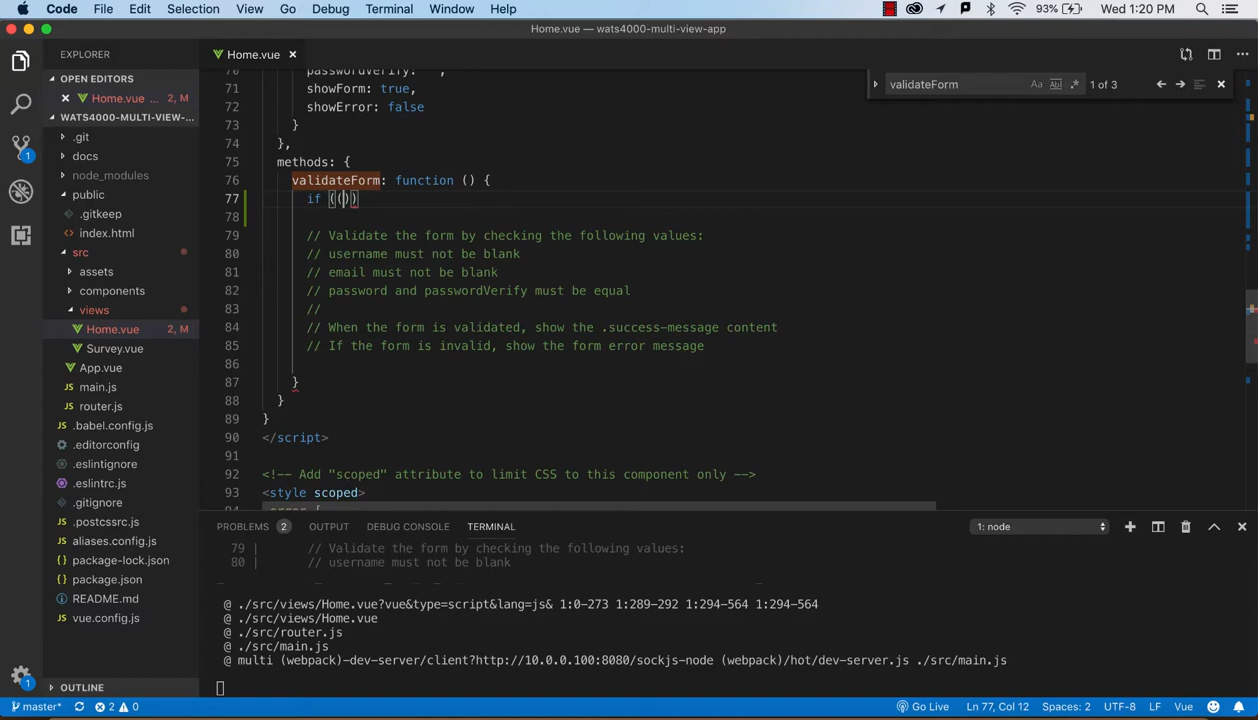 Code File Edit Selection View Go Debug Terminal Window Help 93% Wed 1:20 PM
Home.vue — wats4000-multi-view-app
EXPLORER
Home.vue
OPEN EDITORS
Home.vue ... 2, M
WATS4000-MULTI-VIEW-...
.git
docs
node_modules
public
.gitkeep
index.html
src
assets
components
views
Home.vue 2, M
Survey.vue
App.vue
main.js
router.js
.babel.config.js
.editorconfig
.eslintignore
.eslintrc.js
.gitignore
.postcssrc.js
aliases.config.js
package-lock.json
package.json
README.md
vue.config.js
OUTLINE
validateForm Aa Abl .* 1 of 3
70 passwordVerify: '',
71 showForm: true,
72 showError: false
73 }
74 },
75 methods: {
76 validateForm: function () {
77 if (())
78
79 // Validate the form by checking the following values:
80 // username must not be blank
81 // email must not be blank
82 // password and passwordVerify must be equal
83 //
84 // When the form is validated, show the .success-message content
85 // If the form is invalid, show the form error message
86
87 }
88 }
89 }
90 </script>
91
92 <!-- Add "scoped" attribute to limit CSS to this component only -->
93 <style scoped>
94 .error {
PROBLEMS 2 OUTPUT DEBUG CONSOLE TERMINAL 1: node
79 | // Validate the form by checking the following values:
80 | // username must not be blank
@ ./src/views/Home.vue?vue&type=script&lang=js& 1:0-273 1:289-292 1:294-564 1:294-564
@ ./src/views/Home.vue
@ ./src/router.js
@ ./src/main.js
@ multi (webpack)-dev-server/client?http://10.0.0.100:8080/sockjs-node (webpack)/hot/dev-server.js ./src/main.js
master* 2 0 Go Live Ln 77, Col 12 Spaces: 2 UTF-8 LF Vue